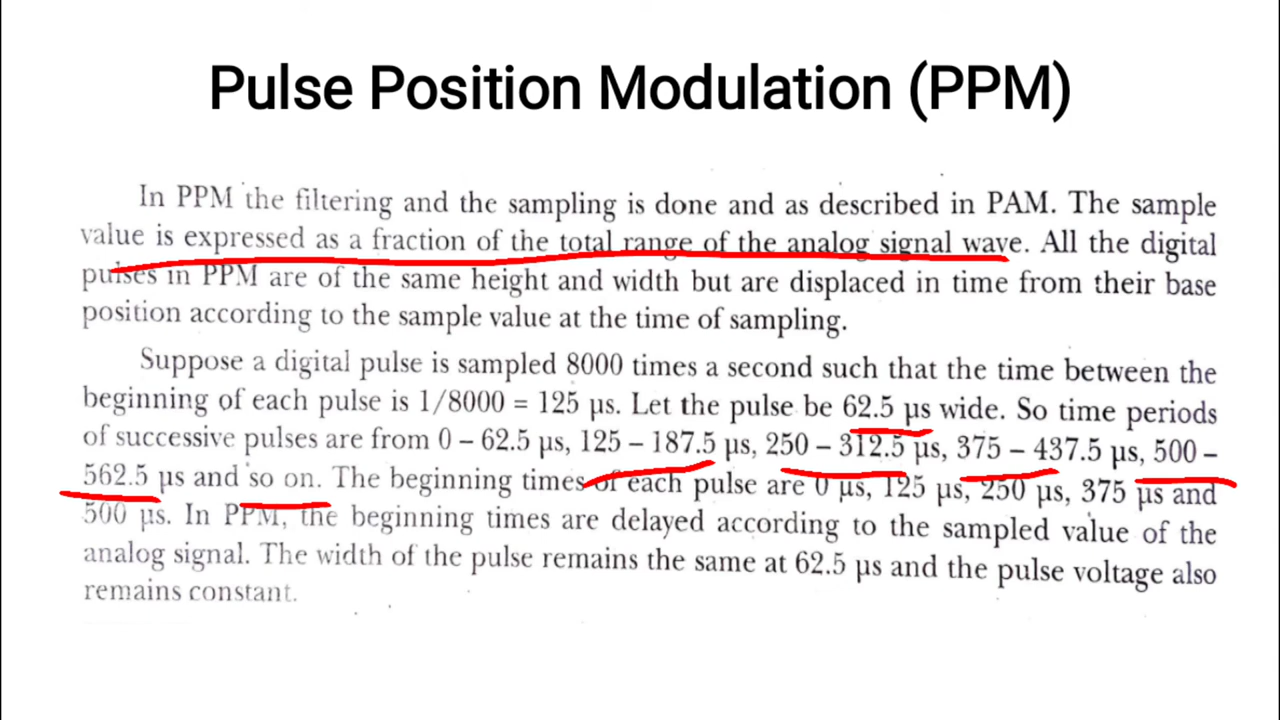 Pulse Position Modulation (PPM)
In PPM the filtering and the sampling is done and as described in PAM. The sample
value is expressed as a fraction of the total range of the analog signal wave. All the digital
pulses in PPM are of the same height and width but are displaced in time from their base
position according to the sample value at the time of sampling.
Suppose a digital pulse is sampled 8000 times a second such that the time between the
beginning of each pulse is 1/8000 = 125 µs. Let the pulse be 62.5 µs wide. So time periods
of successive pulses are from 0 – 62.5 µs, 125 – 187.5 µs, 250 – 312.5 µs, 375 – 437.5 µs, 500 –
562.5 µs and so on. The beginning times of each pulse are 0 µs, 125 µs, 250 µs, 375 µs and
500 µs. In PPM, the beginning times are delayed according to the sampled value of the
analog signal. The width of the pulse remains the same at 62.5 µs and the pulse voltage also
remains constant.